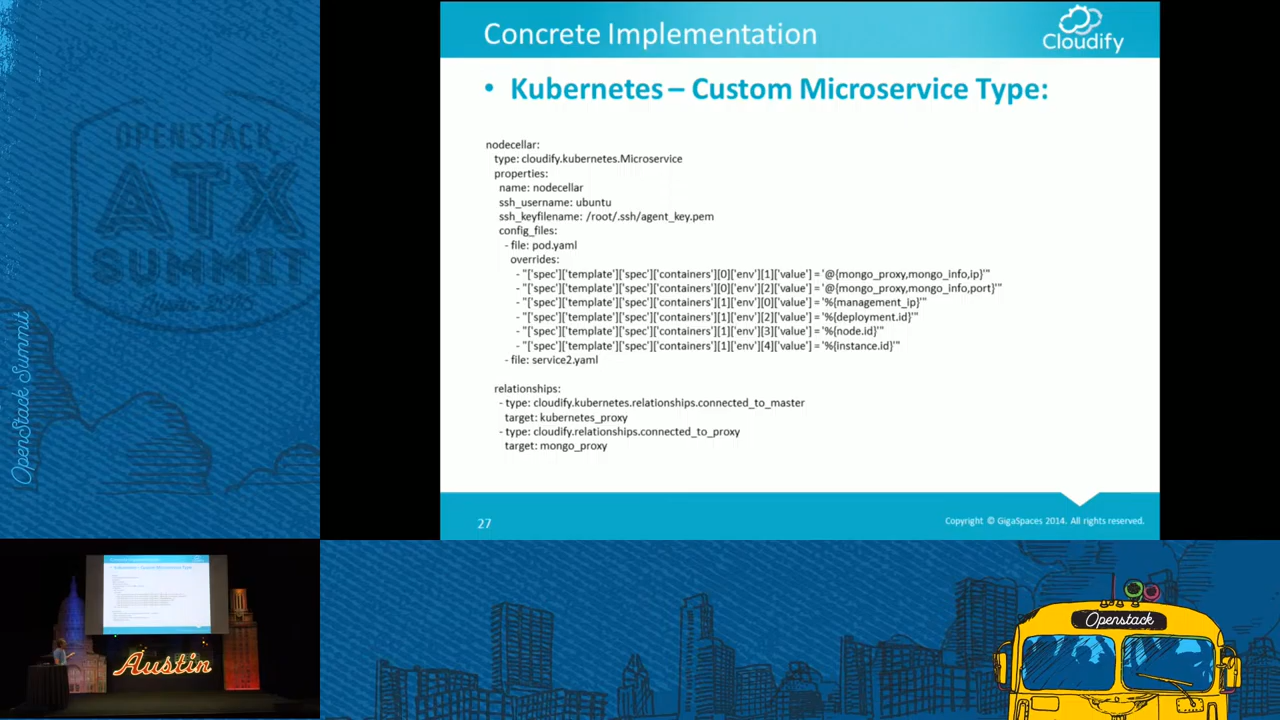 Concrete Implementation
Cloudify
• Kubernetes – Custom Microservice Type:
nodecellar:
type: cloudify.kubernetes.Microservice
properties:
name: nodecellar
ssh_username: ubuntu
ssh_keyfilename: /root/.ssh/agent_key.pem
config_files:
- file: pod.yaml
overrides:
- "['spec']['template']['spec']['containers'][0]['env'][1]['value'] = '@{mongo_proxy,mongo_info,ip}'"
- "['spec']['template']['spec']['containers'][0]['env'][2]['value'] = '@{mongo_proxy,mongo_info,port}'"
- "['spec']['template']['spec']['containers'][1]['env'][0]['value'] = '%{management_ip}'"
- "['spec']['template']['spec']['containers'][1]['env'][2]['value'] = '%{deployment.id}'"
- "['spec']['template']['spec']['containers'][1]['env'][3]['value'] = '%{node.id}'"
- "['spec']['template']['spec']['containers'][1]['env'][4]['value'] = '%{instance.id}'"
- file: service2.yaml
relationships:
- type: cloudify.kubernetes.relationships.connected_to_master
target: kubernetes_proxy
- type: cloudify.relationships.connected_to_proxy
target: mongo_proxy
27
Copyright © GigaSpaces 2014. All rights reserved.
OPENSTACK
ATX
SUMMIT
OpenStack Summit
Concrete Implementation
Kubernetes – Custom Microservice Type:
Austin
Openstack